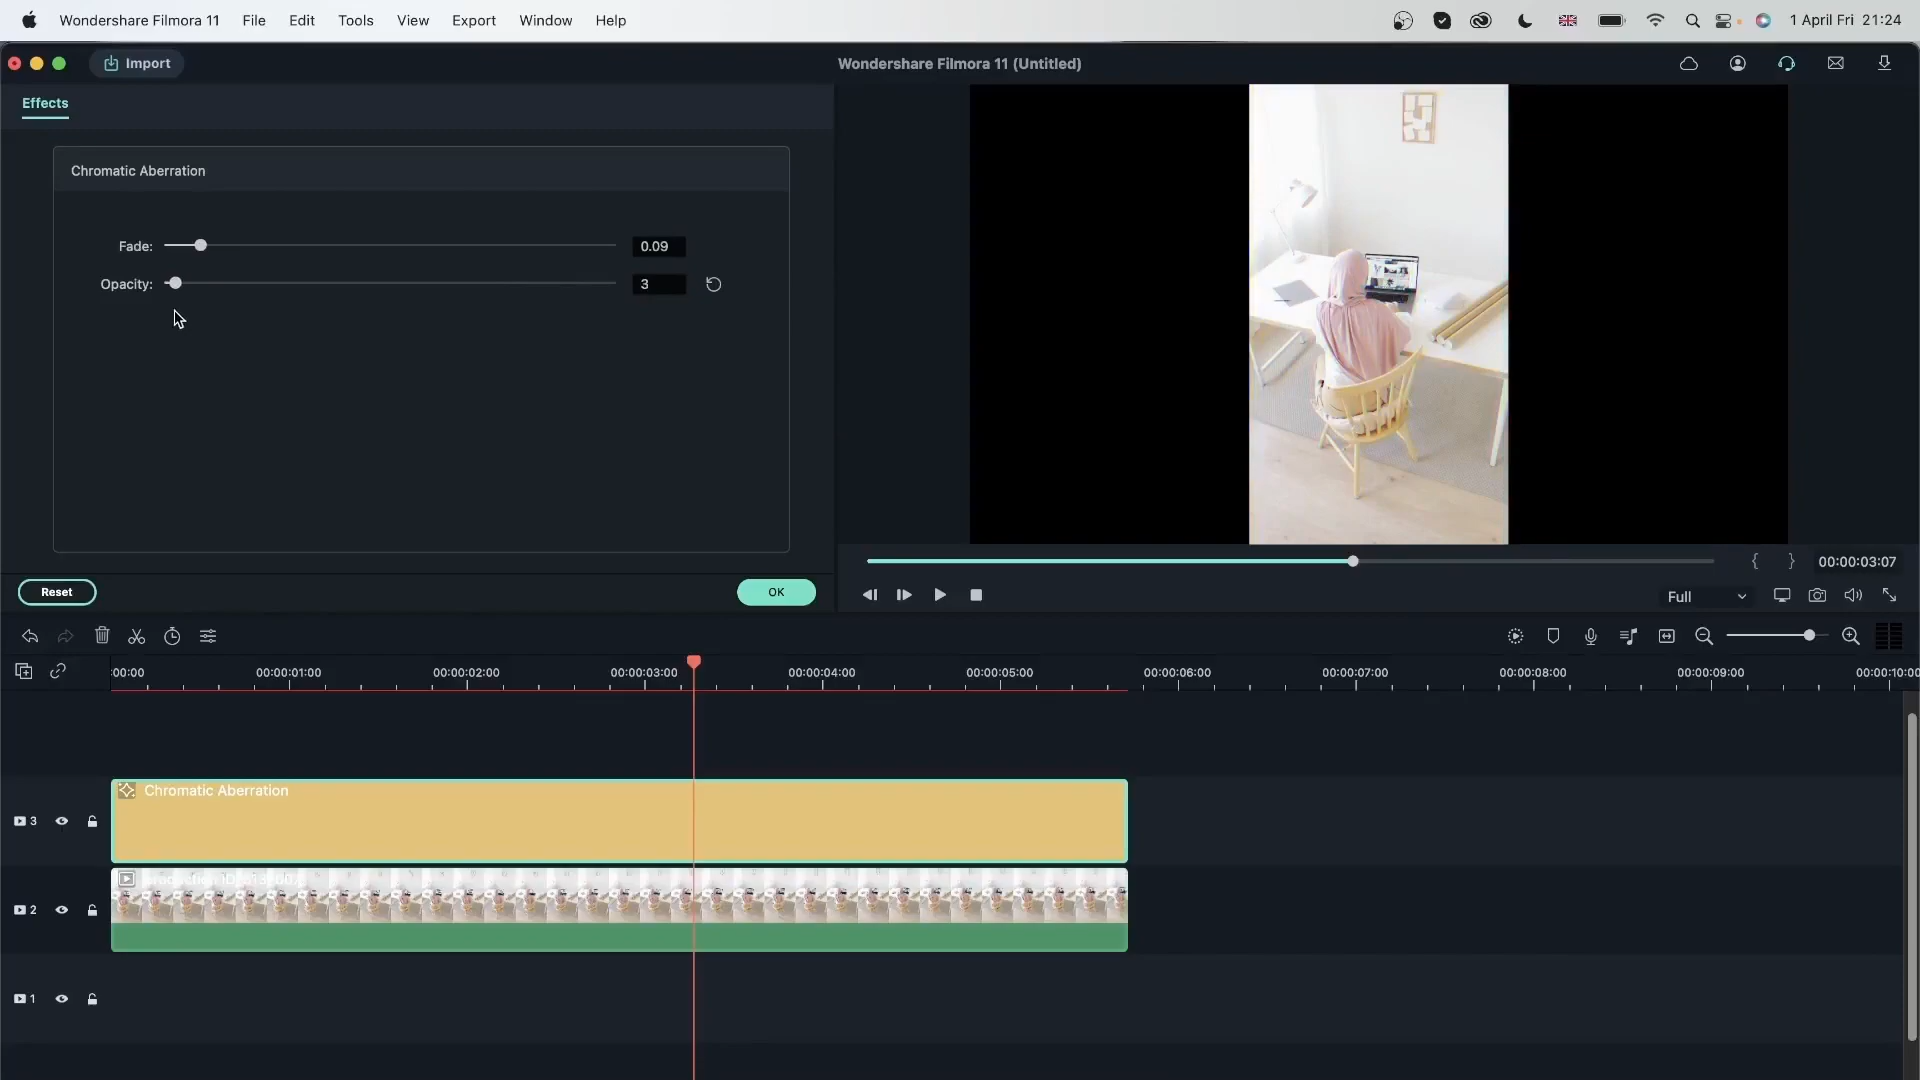 Wondershare Filmora 11 File Edit Tools View Export Window Help 1 April Fri 21:24
Import Wondershare Filmora 11 (Untitled)
Effects
Chromatic Aberration
Fade: 0.09
Opacity: 3
Reset OK
{ } 00:00:03:07
Full
:00:00 00:00:01:00 00:00:02:00 00:00:03:00 00:00:04:00 00:00:05:00 00:00:06:00 00:00:07:00 00:00:08:00 00:00:09:00 00:00:10:00
Chromatic Aberration
3
2
1